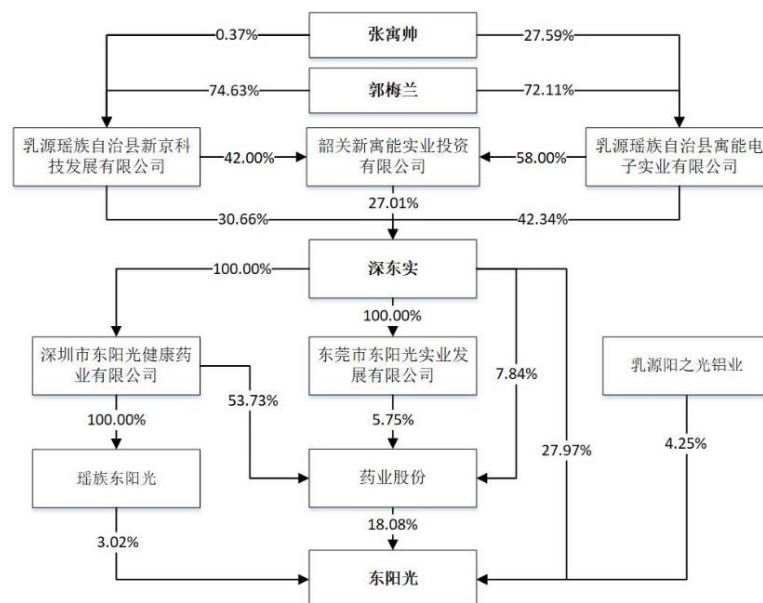 张寓帅
0.37%
27.59%
郭梅兰
74.63%
72.11%
乳源瑶族自治县新京科
技发展有限公司
42.00%
韶关新寓能实业投资
有限公司
58.00%
乳源瑶族自治县寓能电
子实业有限公司
27.01%
30.66%
42.34%
深东实
100.00%
100.00%
深圳市东阳光健康药
业有限公司
东莞市东阳光实业发
展有限公司
乳源阳之光铝业
7.84%
53.73%
100.00%
5.75%
27.97%
4.25%
瑶族东阳光
药业股份
18.08%
3.02%
东阳光